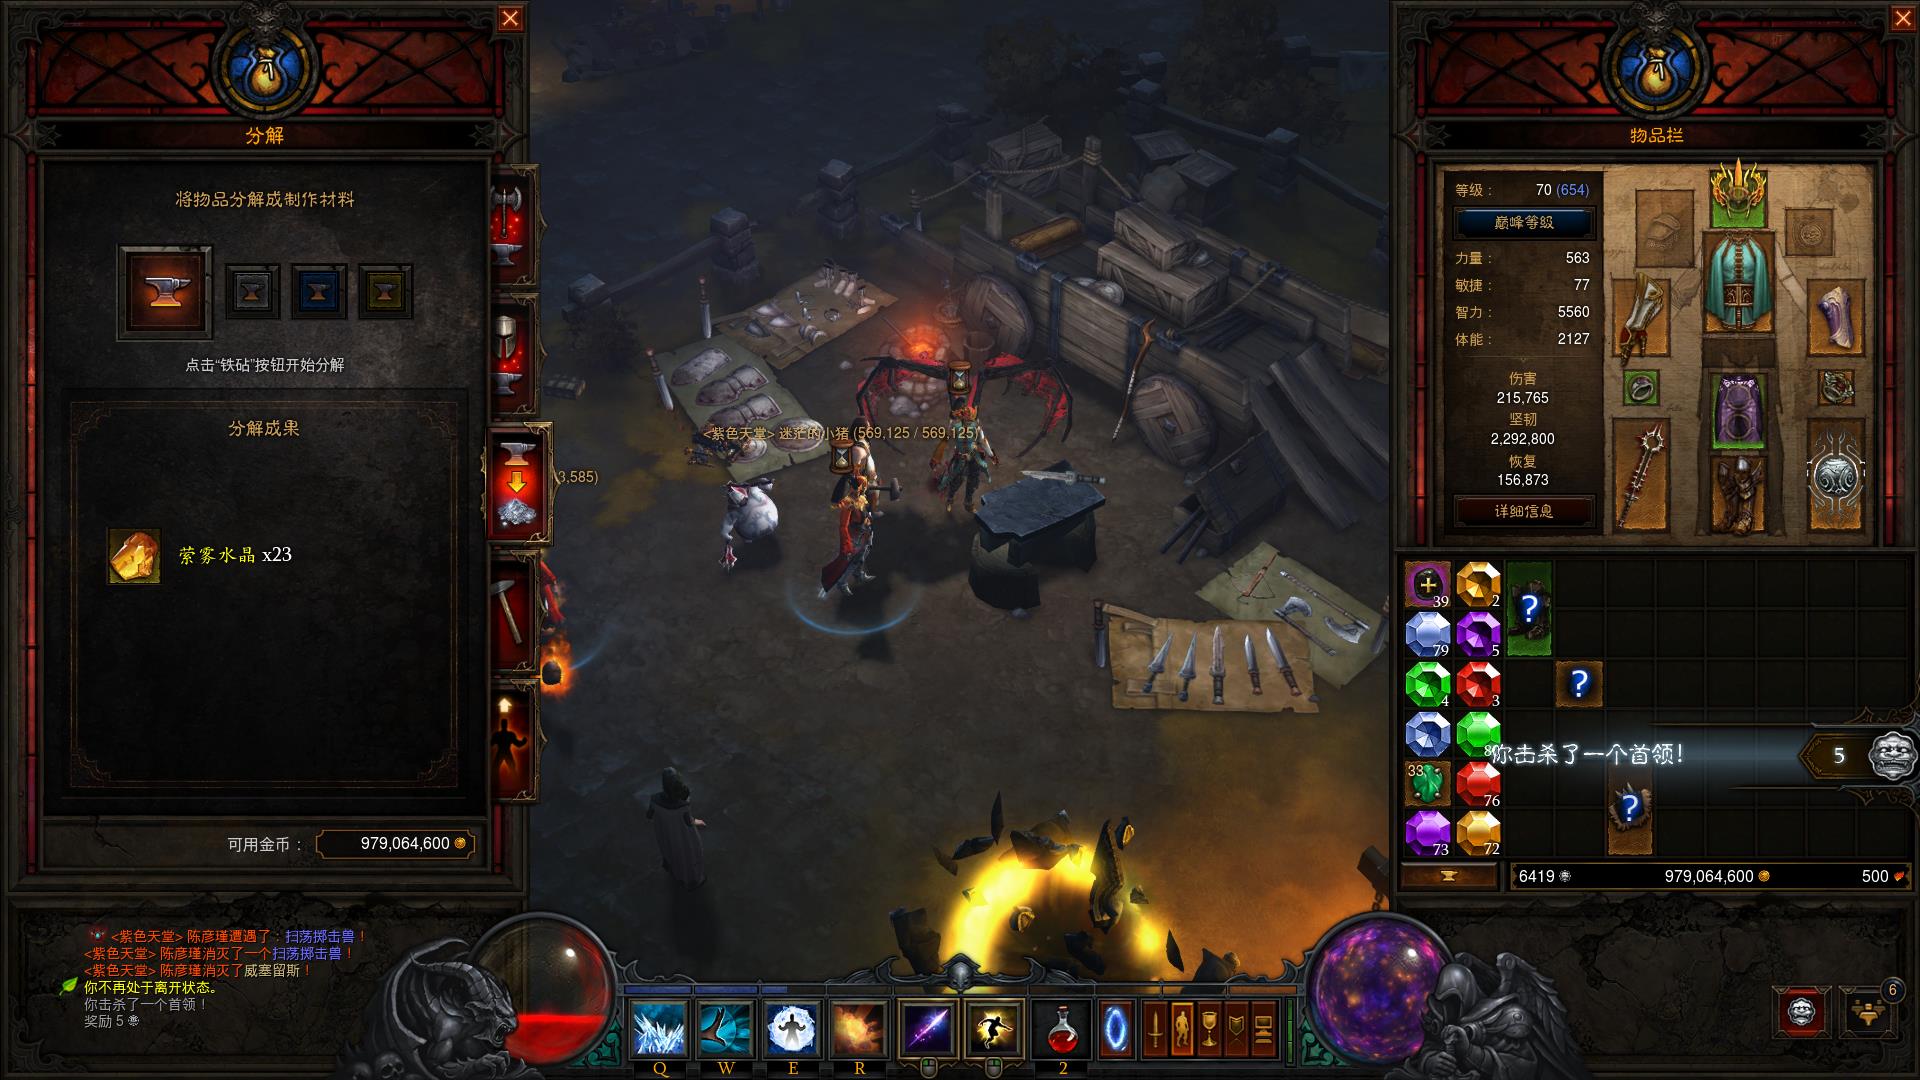 分解
将物品分解成制作材料
点击“铁砧”按钮开始分解
分解成果
萦雾水晶 x23
可用金币： 979,064,600
<紫色天堂> 陈彦瑾遭遇了：扫荡掷击兽！
<紫色天堂> 陈彦瑾消灭了一个扫荡掷击兽！
<紫色天堂> 陈彦瑾消灭了威塞留斯！
你不再处于离开状态。
你击杀了一个首领！
奖励 5
<紫色天堂> 迷茫的小猪 (569,125 / 569,125)
3,585)
Q W E R 2
物品栏
等级： 70 (654)
巅峰等级
力量： 563
敏捷： 77
智力： 5560
体能： 2127
伤害
215,765
坚韧
2,292,800
恢复
156,873
详细信息
39 2
79 5
4 3
你击杀了一个首领！ 5
33 76
73 72
6419 979,064,600 500
6